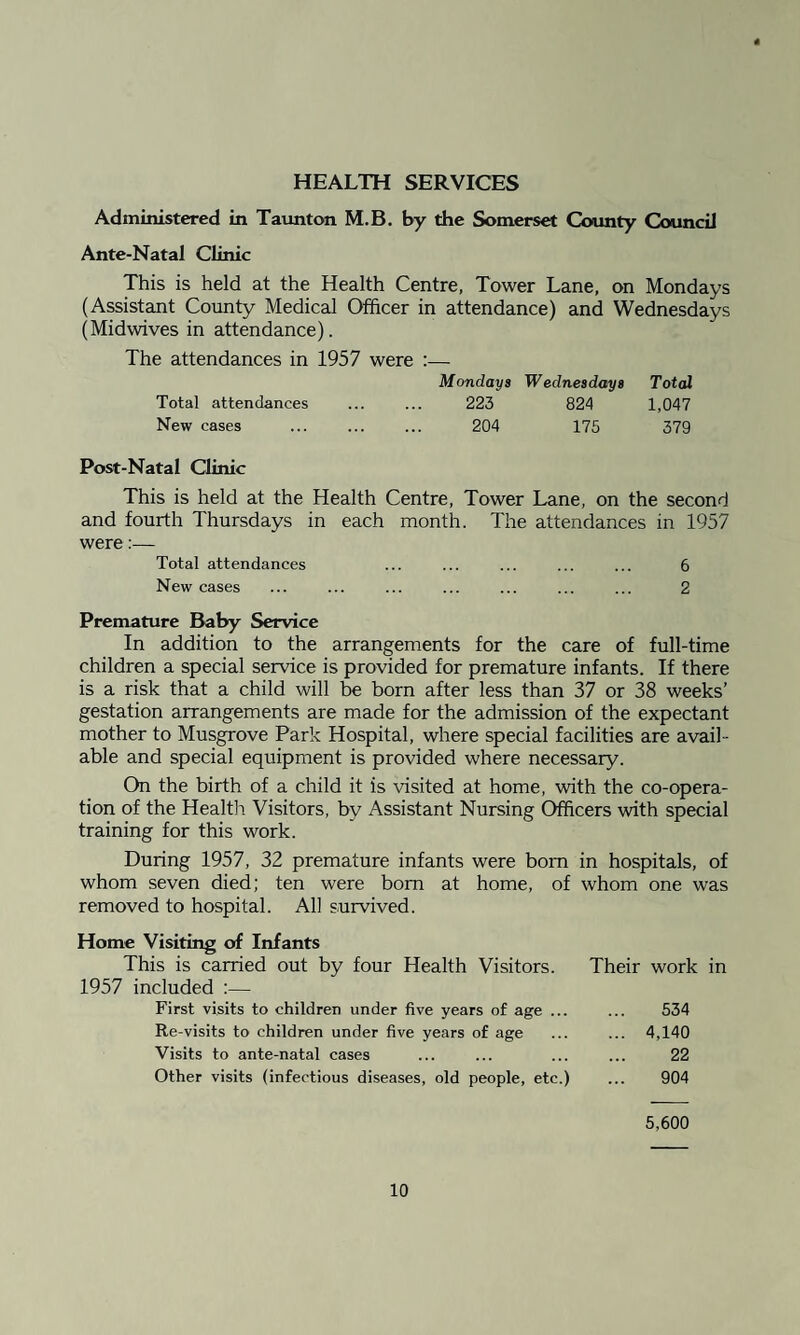 HEALTH SERVICES
Administered in Taunton M.B. by the Somerset County Council
Ante-Natal Clinic
This is held at the Health Centre, Tower Lane, on Mondays
(Assistant County Medical Officer in attendance) and Wednesdays
(Midwives in attendance).
The attendances in 1957 were :—
Mondays Wednesdays Total
Total attendances ... ... 223 824 1,047
New cases ... ... ... 204 175 379
Post-Natal Clinic
This is held at the Health Centre, Tower Lane, on the second
and fourth Thursdays in each month. The attendances in 1957
were :—
Total attendances ... ... ... ... ... 6
New cases ... ... ... ... ... ... ... 2
Premature Baby Service
In addition to the arrangements for the care of full-time
children a special service is provided for premature infants. If there
is a risk that a child will be born after less than 37 or 38 weeks'
gestation arrangements are made for the admission of the expectant
mother to Musgrove Park Hospital, where special facilities are avail-
able and special equipment is provided where necessary.
On the birth of a child it is visited at home, with the co-opera-
tion of the Health Visitors, by Assistant Nursing Officers with special
training for this work.
During 1957, 32 premature infants were born in hospitals, of
whom seven died; ten were born at home, of whom one was
removed to hospital. All survived.
Home Visiting of Infants
This is carried out by four Health Visitors. Their work in
1957 included :—
First visits to children under five years of age ... ... 534
Re-visits to children under five years of age ... ... 4,140
Visits to ante-natal cases ... ... ... ... 22
Other visits (infectious diseases, old people, etc.) ... 904
5,600
10